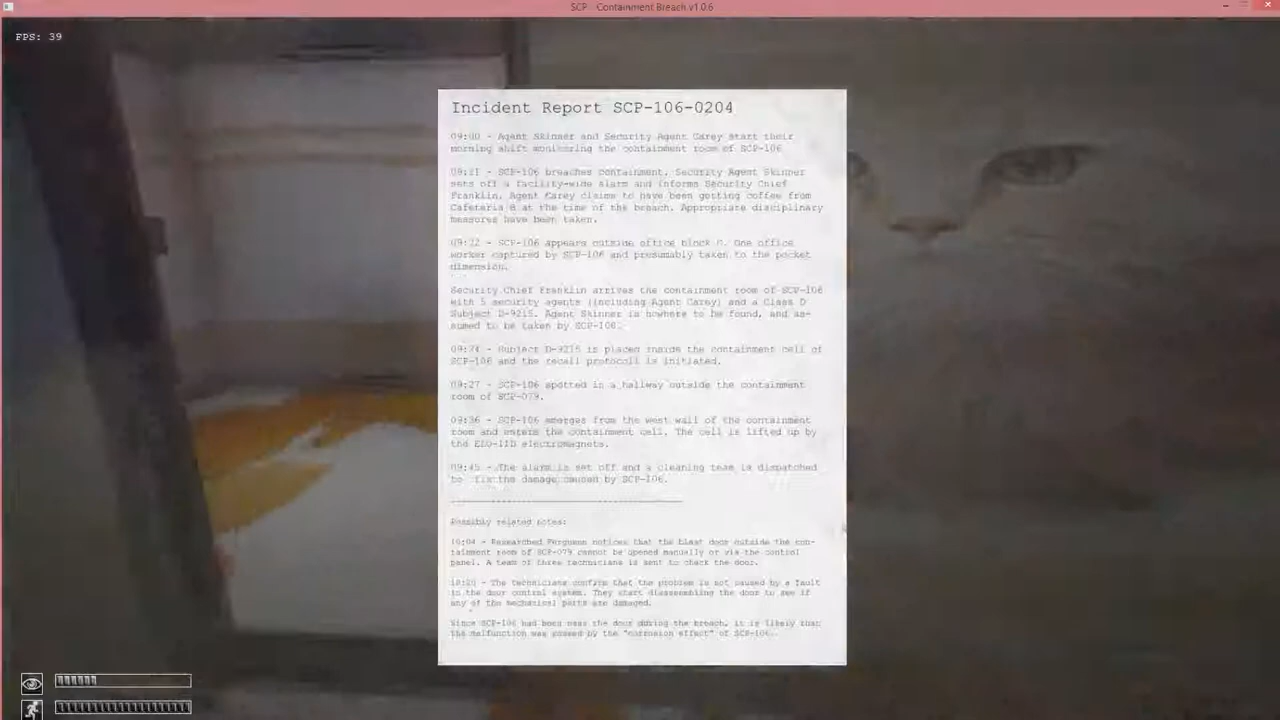 SCP - Containment Breach v1.0.6
FPS: 39
Incident Report SCP-106-0204
09:00 - Agent Skinner and Security Agent Carey start their
morning shift monitoring the containment room of SCP-106
09:21 - SCP-106 breaches containment. Security Agent Skinner
sets off a facility-wide alarm and informs Security Chief
Franklin. Agent Carey claims to have been getting coffee from
Cafeteria B at the time of the breach. Appropriate disciplinary
measures have been taken.
09:22 - SCP-106 appears outside office block C. One office
worker captured by SCP-106 and presumably taken to the pocket
dimension.
Security Chief Franklin arrives the containment room of SCP-106
with 5 security agents (including Agent Carey) and a Class D
Subject D-9215. Agent Skinner is nowhere to be found, and as-
sumed to be taken by SCP-106.
09:24 - Subject D-9215 is placed inside the containment cell of
SCP-106 and the recall protocol is initiated.
09:27 - SCP-106 spotted in a hallway outside the containment
room of SCP-079.
09:36 - SCP-106 emerges from the west wall of the containment
room and enters the containment cell. The cell is lifted up by
the ELO-IID electromagnets.
09:45 - The alarm is set off and a cleaning team is dispatched
to fix the damage caused by SCP-106.
Possibly related notes:
10:04 - Researched Ferguson notices that the blast door outside the con-
tainment room of SCP-079 cannot be opened manually or via the control
panel. A team of three technicians is sent to check the door.
10:20 - The technicians confirm that the problem is not caused by a fault
in the door control system. They start disassembling the door to see if
any of the mechanical parts are damaged.
Since SCP-106 had been near the door during the breach, it is likely than
the malfunction was caused by the "corrosion effect" of SCP-106.